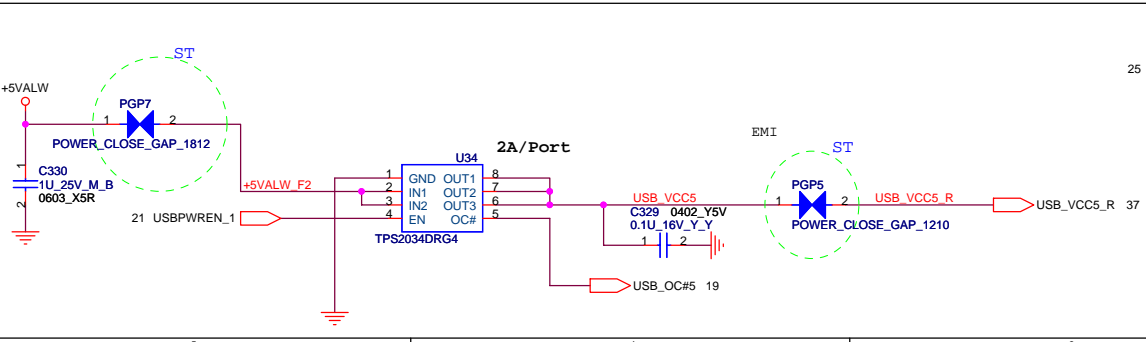 ST
25
+5VALW
PGP7
1 2
POWER_CLOSE_GAP_1812
EMI
ST
2A/Port
U34
1
C330
1U_25V_M_B
0603_X5R
2
+5VALW_F2
1 GND OUT1 8
2 IN1 OUT2 7
3 IN2 OUT3 6
4 EN OC# 5
TPS2034DRG4
21 USBPWREN_1
USB_VCC5
C329 0402_Y5V
0.1U_16V_Y_Y
1 2
PGP5
1 2
POWER_CLOSE_GAP_1210
USB_VCC5_R
USB_VCC5_R 37
USB_OC#5 19